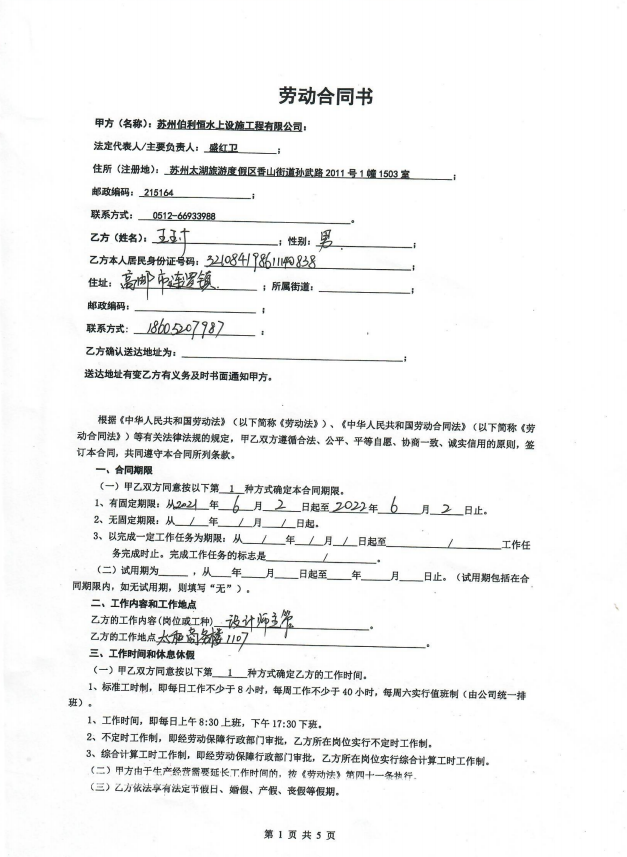 劳动合同书
甲方（名称）：苏州伯利恒水上设施工程有限公司；
法定代表人/主要负责人：盛红卫；
住所（注册地）：苏州太湖旅游度假区香山街道孙武路 2011 号 1 幢 1503 室；
邮政编码：215164；
联系方式：0512-66933988。
乙方（姓名）：；性别：男；
乙方本人居民身份证号码：；
住址：高邮市镇；所属街道：；
邮政编码：；
联系方式：18605207987；
乙方确认送达地址为：；
送达地址有变乙方有义务及时书面通知甲方。
根据《中华人民共和国劳动法》（以下简称《劳动法》）、《中华人民共和国劳动合同法》（以下简称《劳
动合同法》）等有关法律法规的规定，甲乙双方遵循合法、公平、平等自愿、协商一致、诚实信用的原则，签
订本合同，共同遵守本合同所列条款。
一、合同期限
（一）甲乙双方同意按以下第 1 种方式确定本合同期限。
1、有固定期限：从2021年6月2日起至2022年6月2日止。
2、无固定期限：从/年/月/日起。
3、以完成一定工作任务为期限：从/年/月/日起至/工作任
务完成时止。完成工作任务的标志是/。
（二）试用期为，从年月日起至年月日止。（试用期包括在合
同期限内，如无试用期，则填写“无”）。
二、工作内容和工作地点
乙方的工作内容(岗位或工种)设计师主管。
乙方的工作地点商务楼1107。
三、工作时间和休息休假
（一）甲乙双方同意按以下第 1 种方式确定乙方的工作时间。
1、标准工时制，即每日工作不少于 8 小时，每周工作不少于 40 小时，每周六实行值班制（由公司统一排
班）。
1、工作时间，即每日上午 8:30 上班，下午 17:30 下班。
2、不定时工作制，即经劳动保障行政部门审批，乙方所在岗位实行不定时工作制。
3、综合计算工时工作制，即经劳动保障行政部门审批，乙方所在岗位实行综合计算工时工作制。
（二）甲方由于生产经营需要延长工作时间的，按《劳动法》第四十一条执行。
（三）乙方依法享有法定节假日、婚假、产假、丧假等假期。
第 1 页 共 5 页